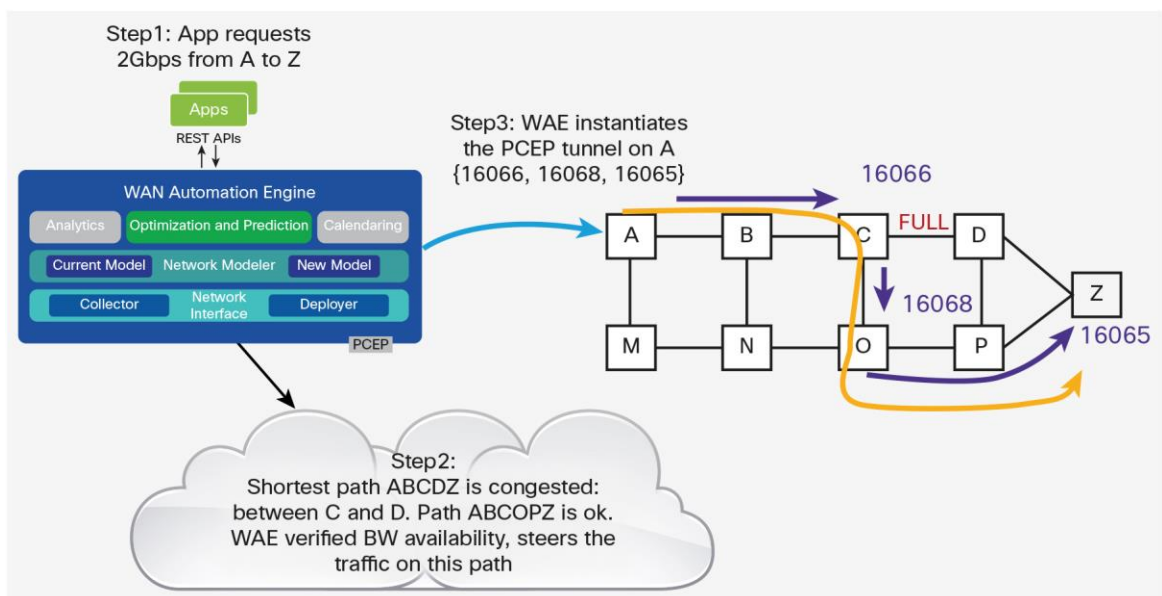 Step1: App requests
2Gbps from A to Z
Apps
REST APIs
WAN Automation Engine
Analytics
Optimization and Prediction
Calendaring
Current Model
Network Modeler
New Model
Collector
Network
Interface
Deployer
PCEP
Step3: WAE instantiates
the PCEP tunnel on A
{16066, 16068, 16065}
16066
A
B
C
FULL
D
Z
16068
16065
M
N
O
P
Step2:
Shortest path ABCDZ is congested:
between C and D. Path ABCOPZ is ok.
WAE verified BW availability, steers the
traffic on this path